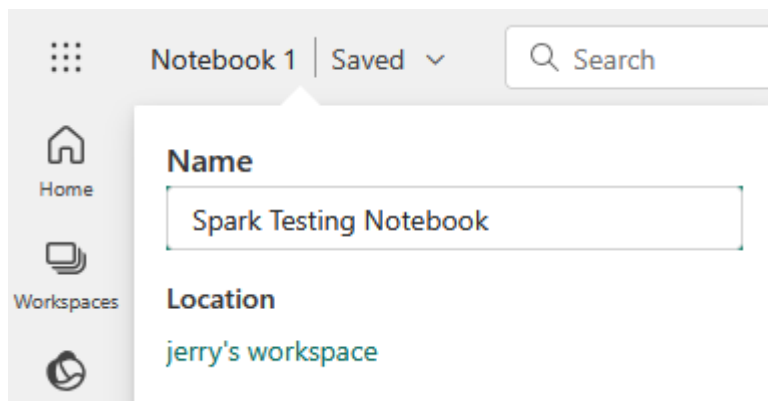 Notebook 1 Saved
Search
Home
Workspaces
Name
Spark Testing Notebook
Location
jerry's workspace